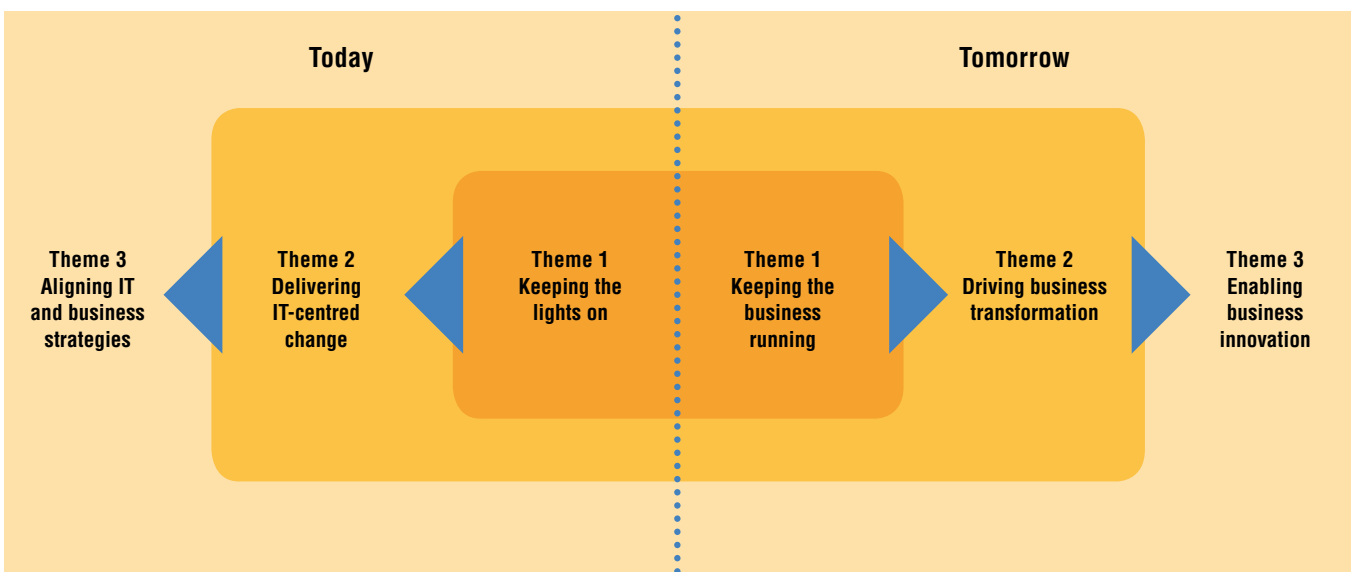 Today
Tomorrow
Theme 3
Aligning IT
and business
strategies
Theme 2
Delivering
IT-centred
change
Theme 1
Keeping the
lights on
Theme 1
Keeping the
business
running
Theme 2
Driving business
transformation
Theme 3
Enabling
business
innovation